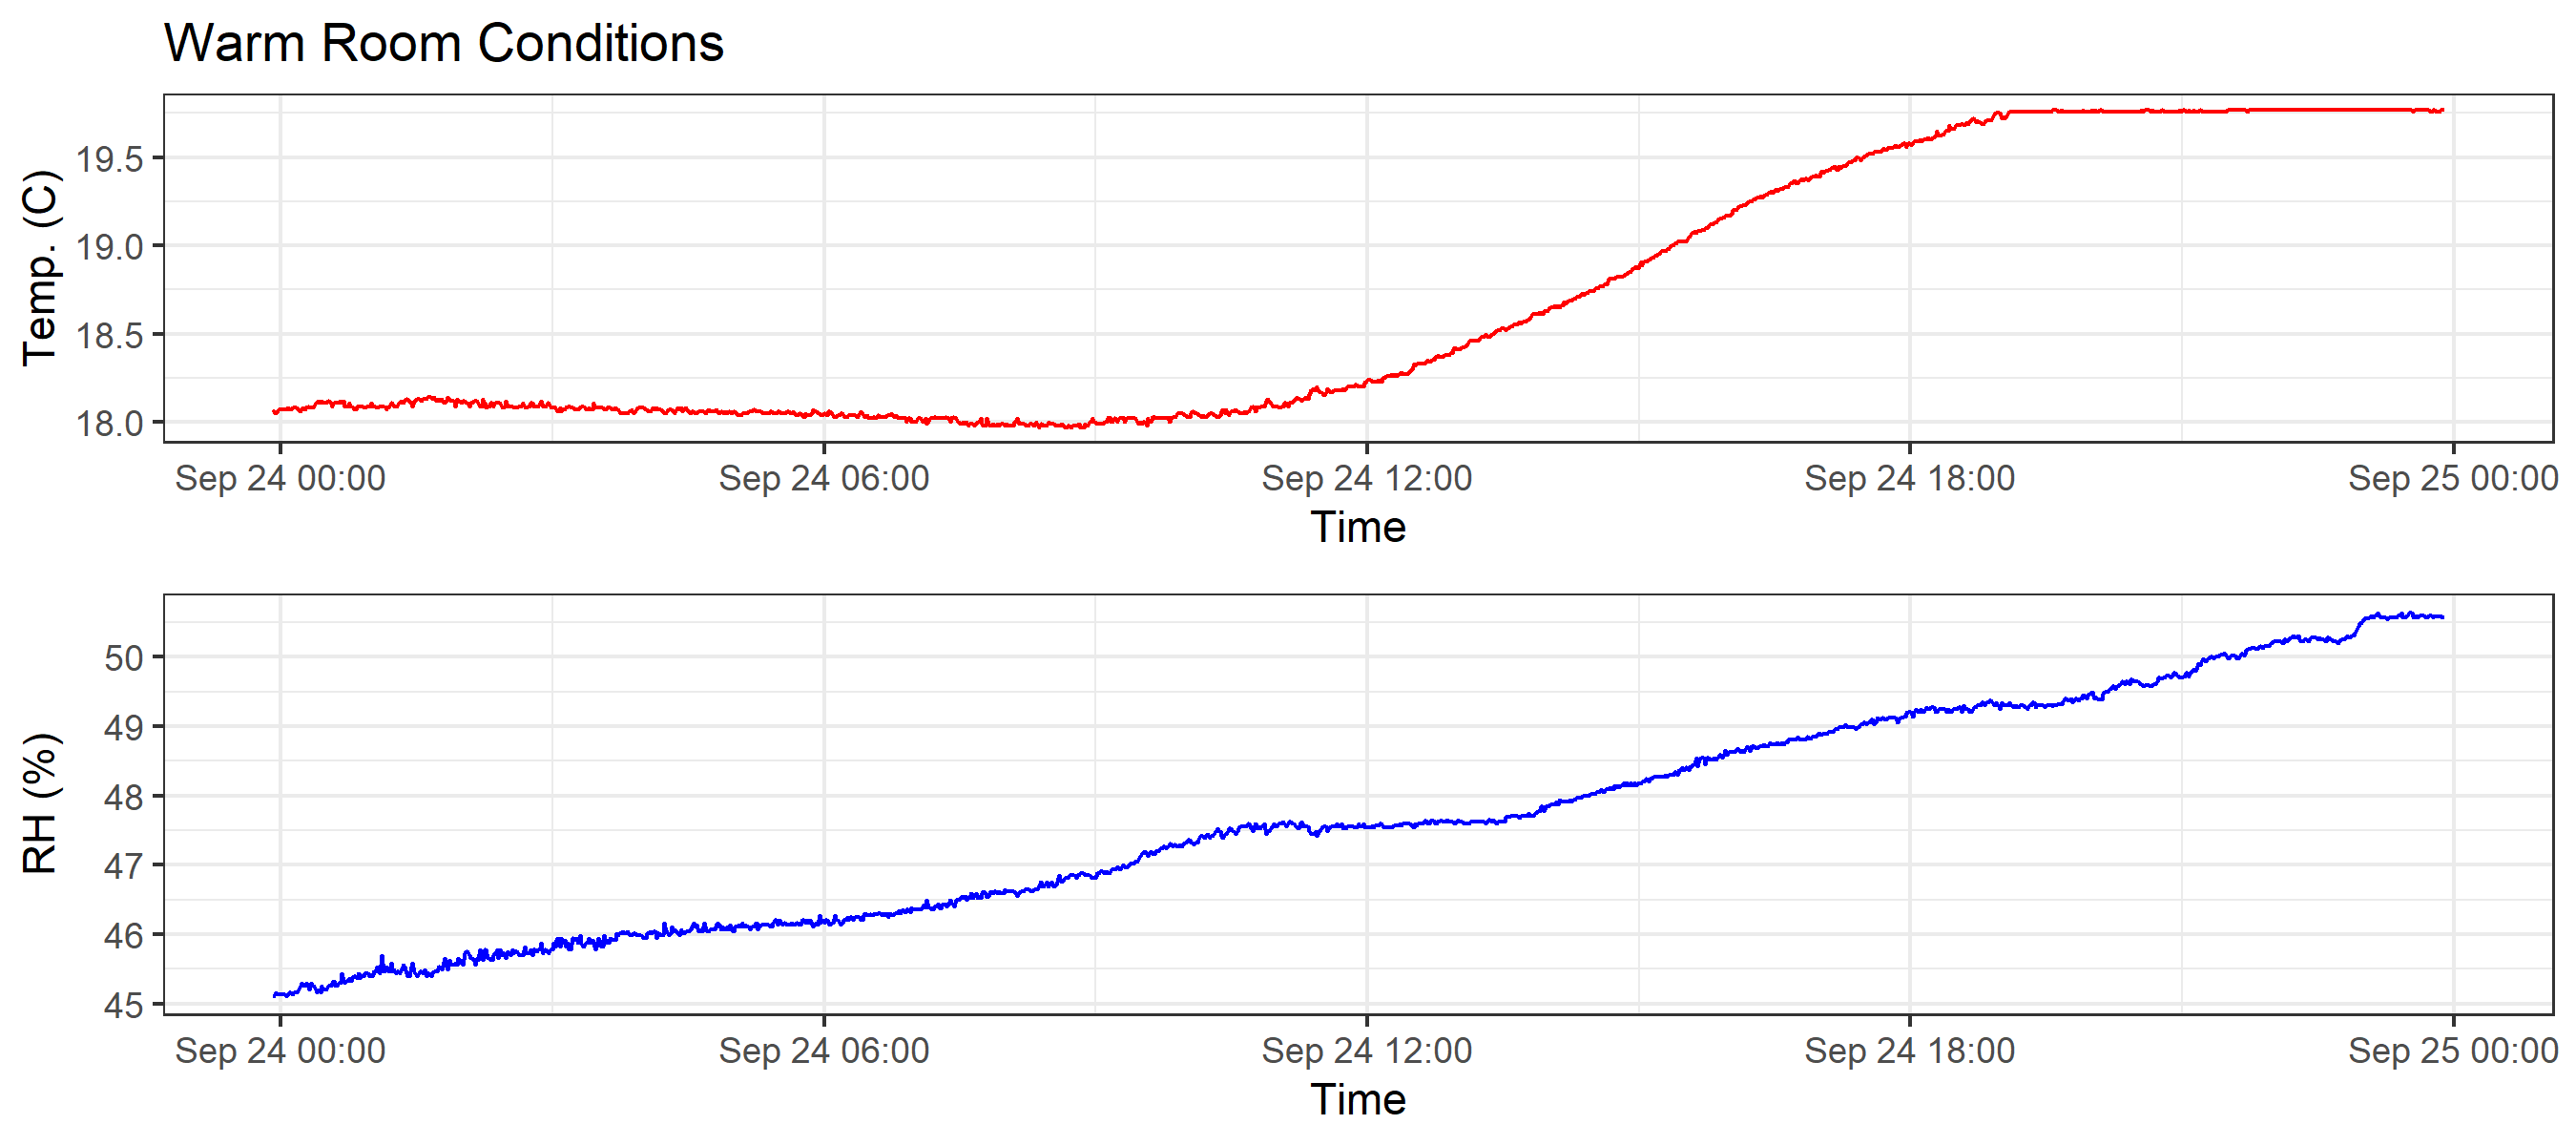 Warm Room Conditions
Temp. (C)
19.5
19.0
18.5
18.0
Sep 24 00:00 Sep 24 06:00 Sep 24 12:00 Sep 24 18:00 Sep 25 00:00
Time
RH (%)
50
49
48
47
46
45
Sep 24 00:00 Sep 24 06:00 Sep 24 12:00 Sep 24 18:00 Sep 25 00:00
Time